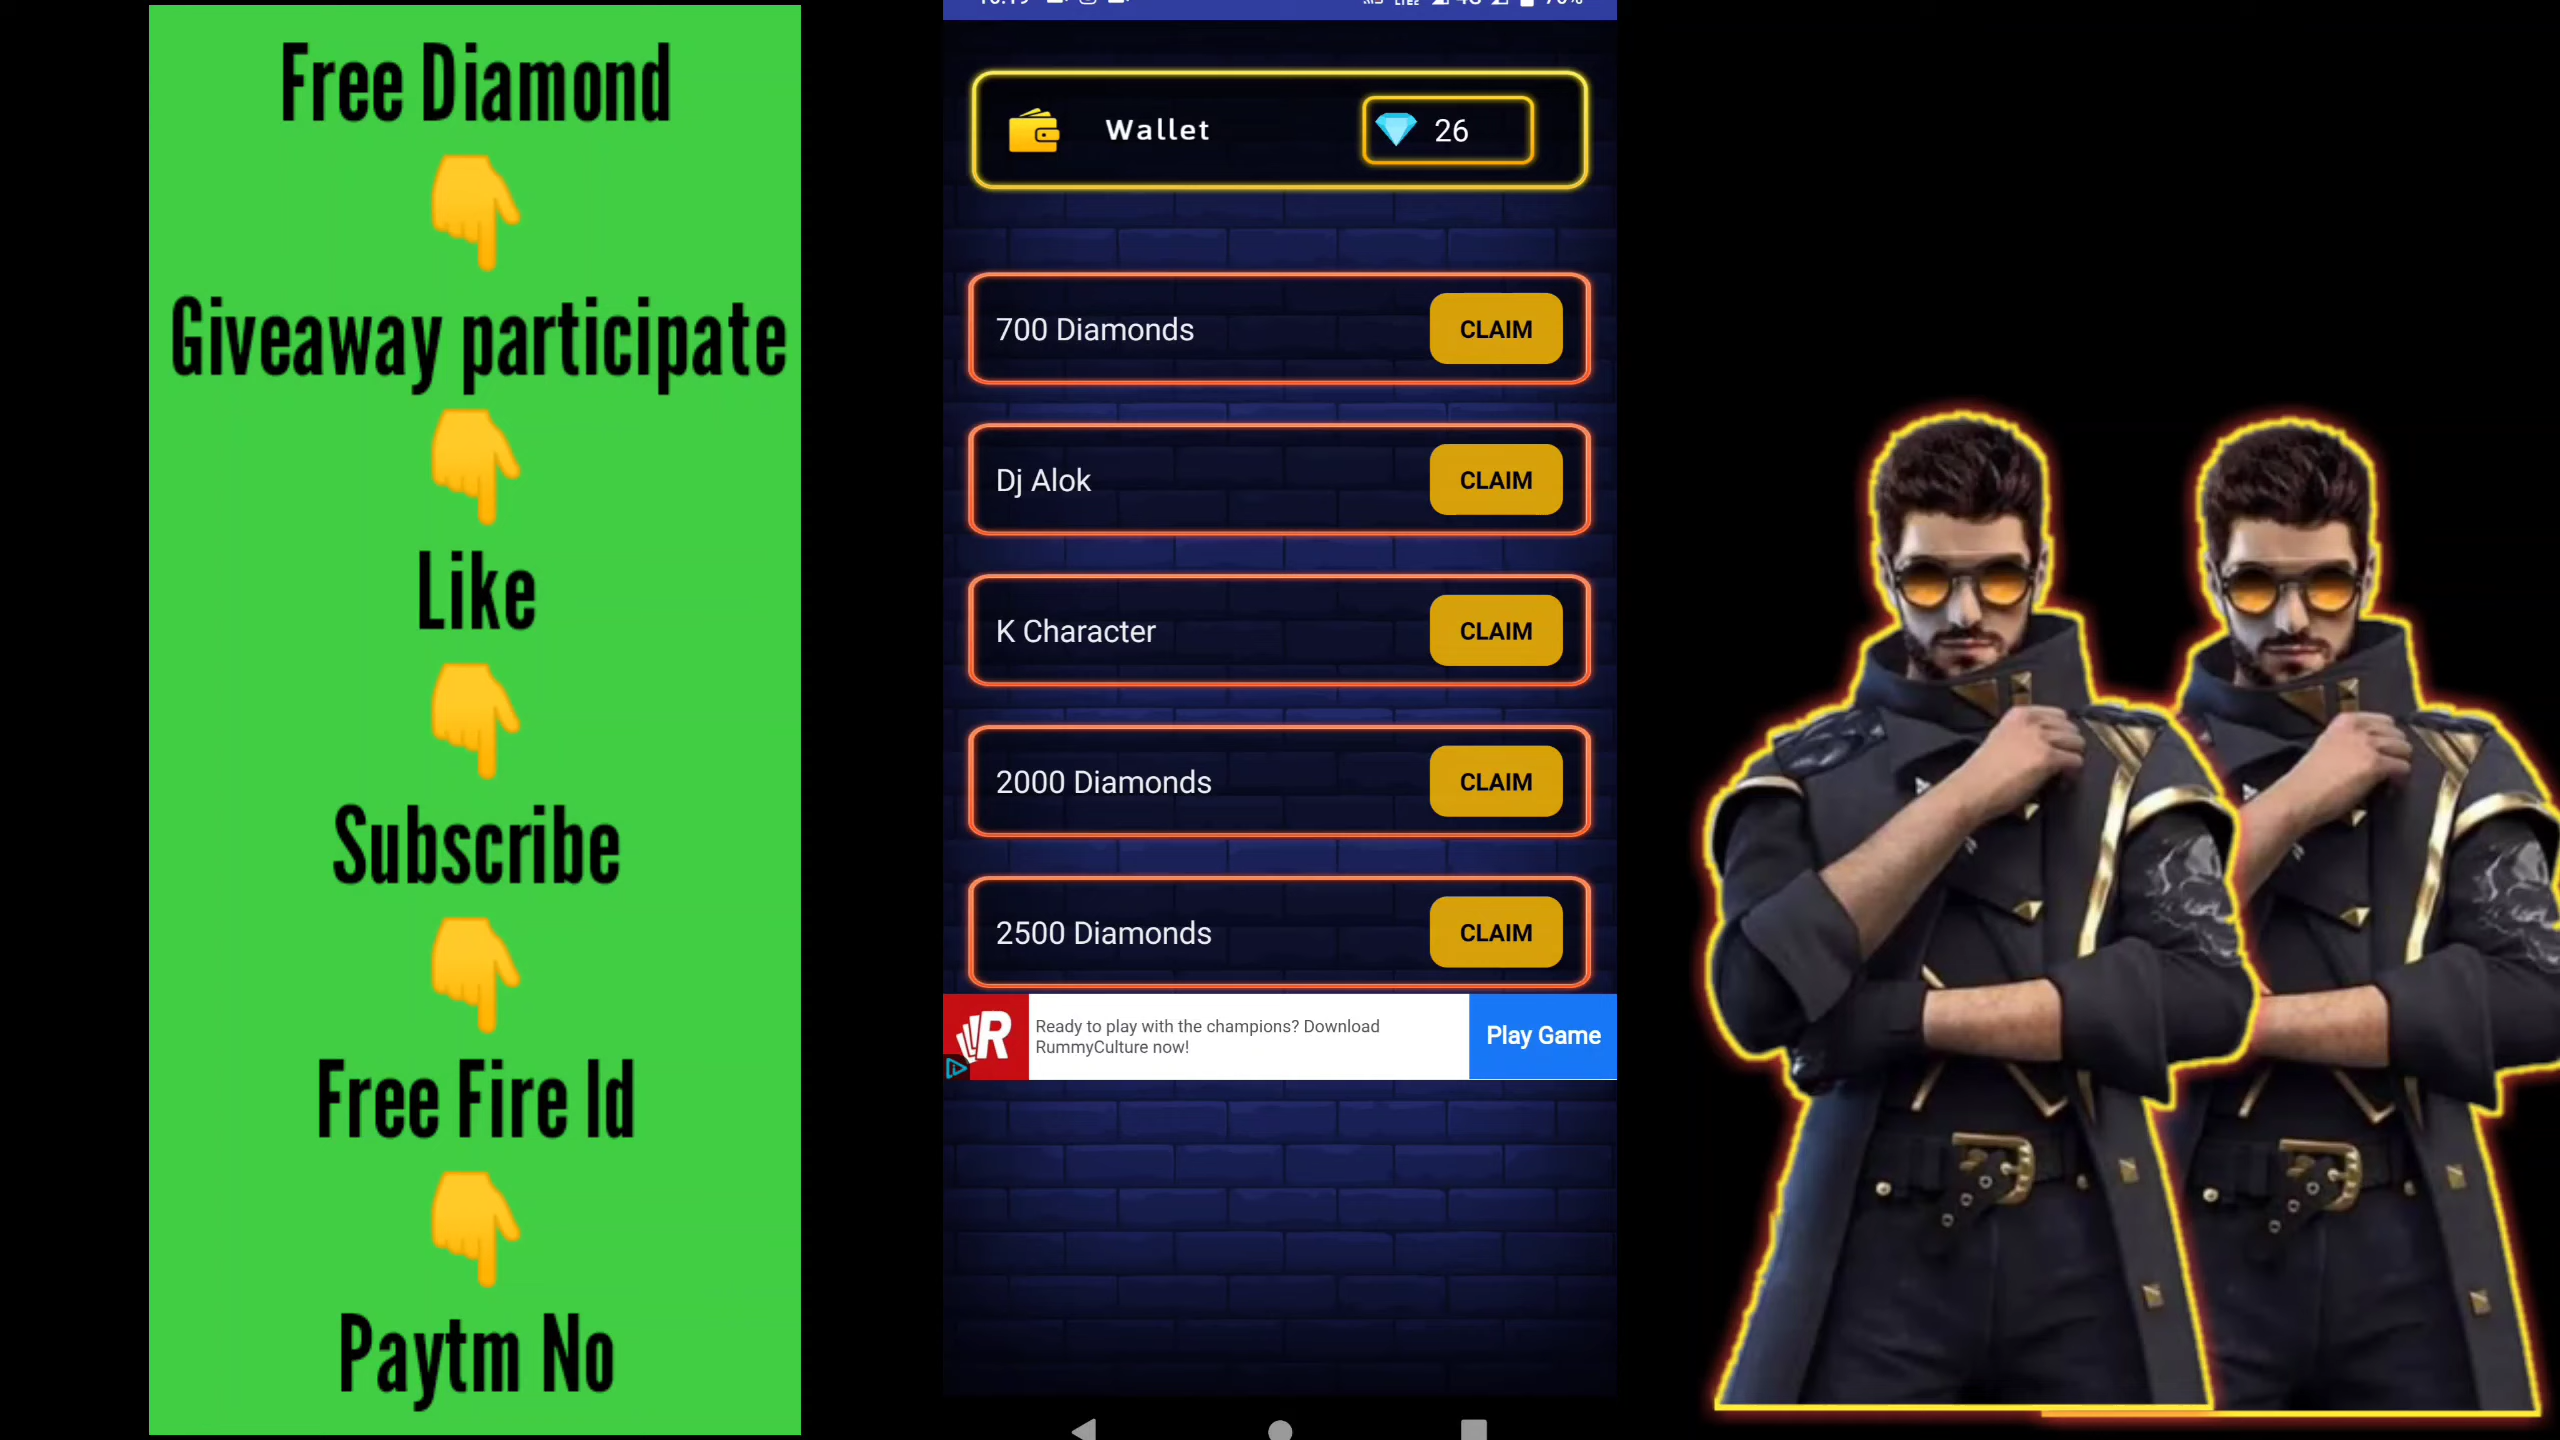 Free Diamond
Giveaway participate
Like
Subscribe
Free Fire Id
Paytm No
Wallet 26
700 Diamonds CLAIM
Dj Alok CLAIM
K Character CLAIM
2000 Diamonds CLAIM
2500 Diamonds CLAIM
R
Ready to play with the champions? Download
RummyCulture now!
Play Game